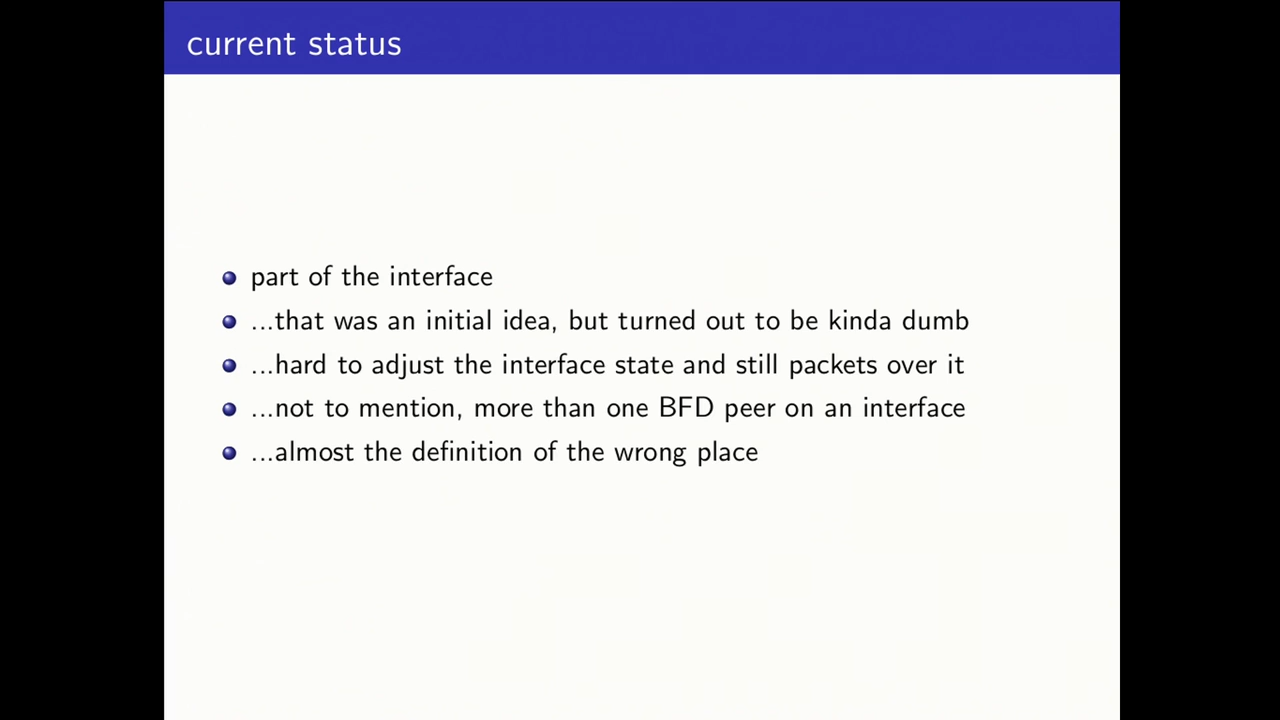 current status
part of the interface
...that was an initial idea, but turned out to be kinda dumb
...hard to adjust the interface state and still packets over it
...not to mention, more than one BFD peer on an interface
...almost the definition of the wrong place